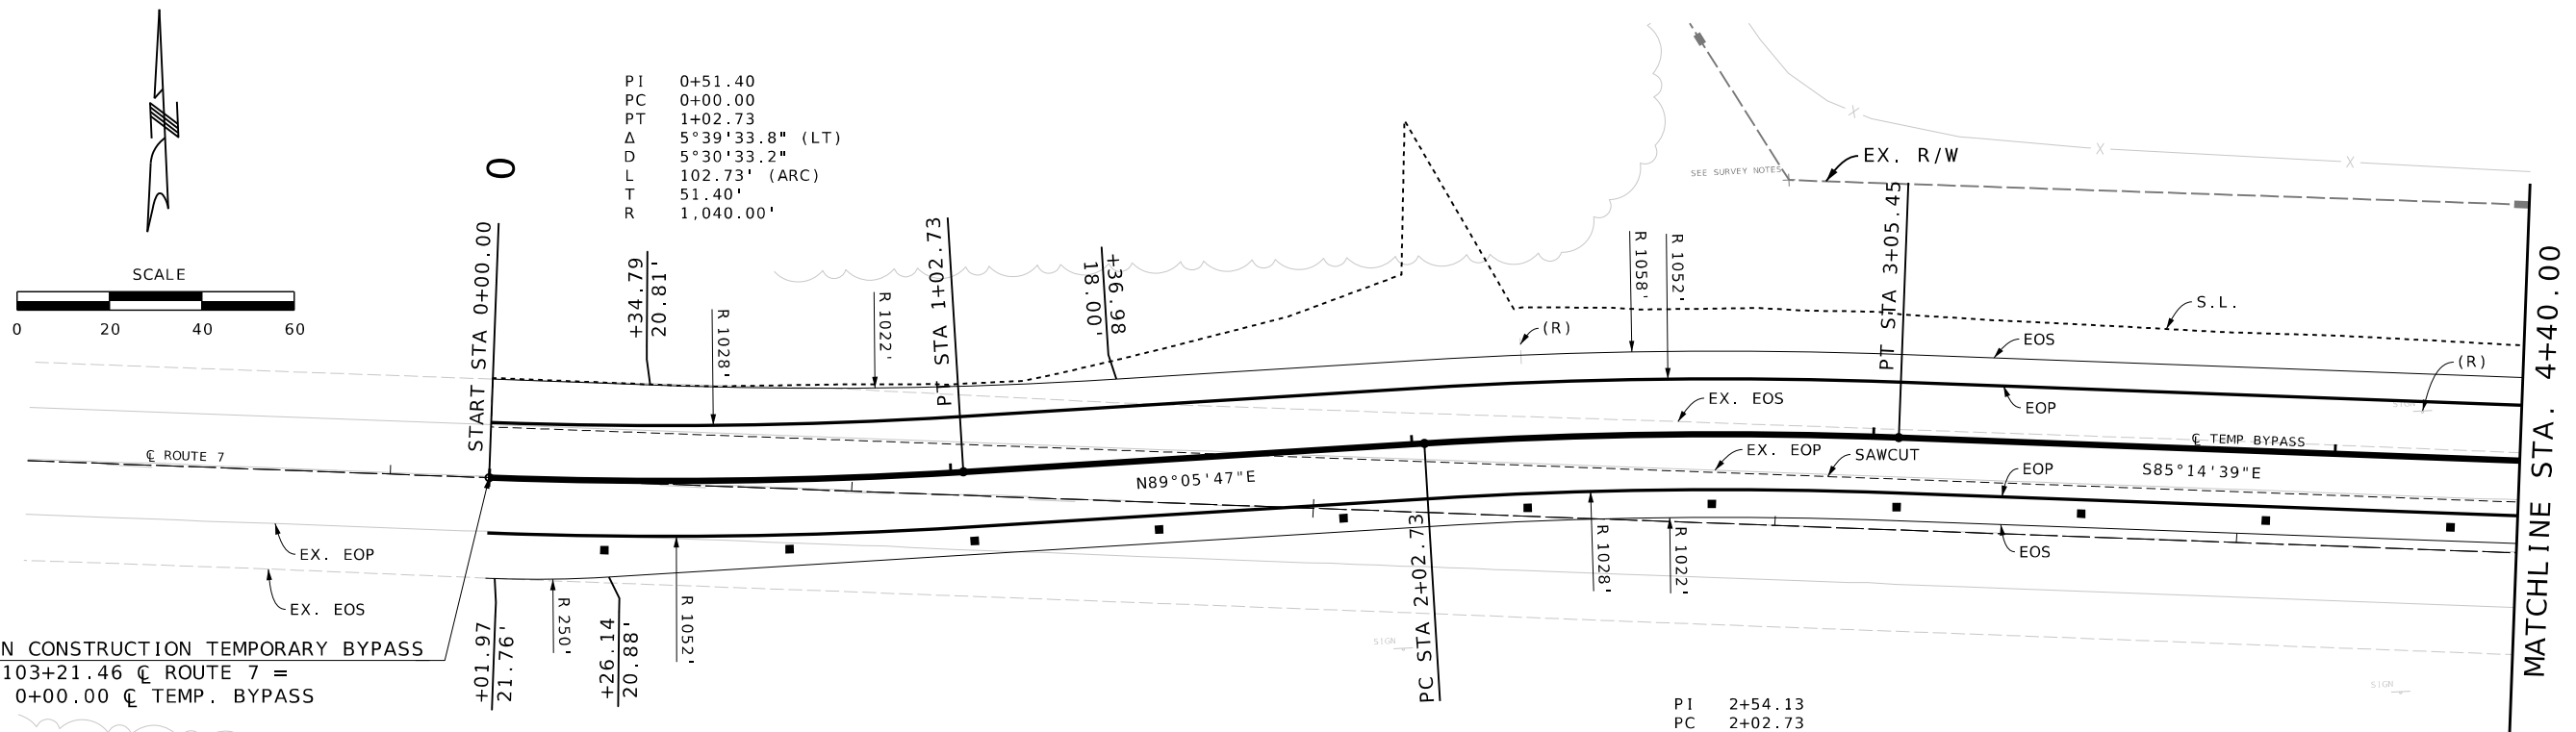 PI 0+51.40
PC 0+00.00
PT 1+02.73
Δ 5°39'33.8" (LT)
D 5°30'33.2"
L 102.73' (ARC)
T 51.40'
R 1,040.00'
SCALE
0 20 40 60
0
START STA 0+00.00
+34.79
20.81'
R 1028'
R 1022'
PT STA 1+02.73
+36.98
18.00'
SEE SURVEY NOTES
EX. R/W
X
X
X
R 1058'
R 1052'
PT STA 3+05.45
(R)
S.L.
EOS
(R)
EOP
SIGN
EX. EOS
℄ TEMP BYPASS
EX. EOP
SAWCUT
EOP
S85°14'39"E
EOS
℄ ROUTE 7
N89°05'47"E
EX. EOP
EX. EOS
R 250'
R 1052'
R 1028'
R 1022'
+01.97
21.76'
+26.14
20.88'
PC STA 2+02.73
SIGN
SIGN
MATCHLINE STA. 4+40.00
N CONSTRUCTION TEMPORARY BYPASS
103+21.46 ℄ ROUTE 7 =
0+00.00 ℄ TEMP. BYPASS
PI 2+54.13
PC 2+02.73